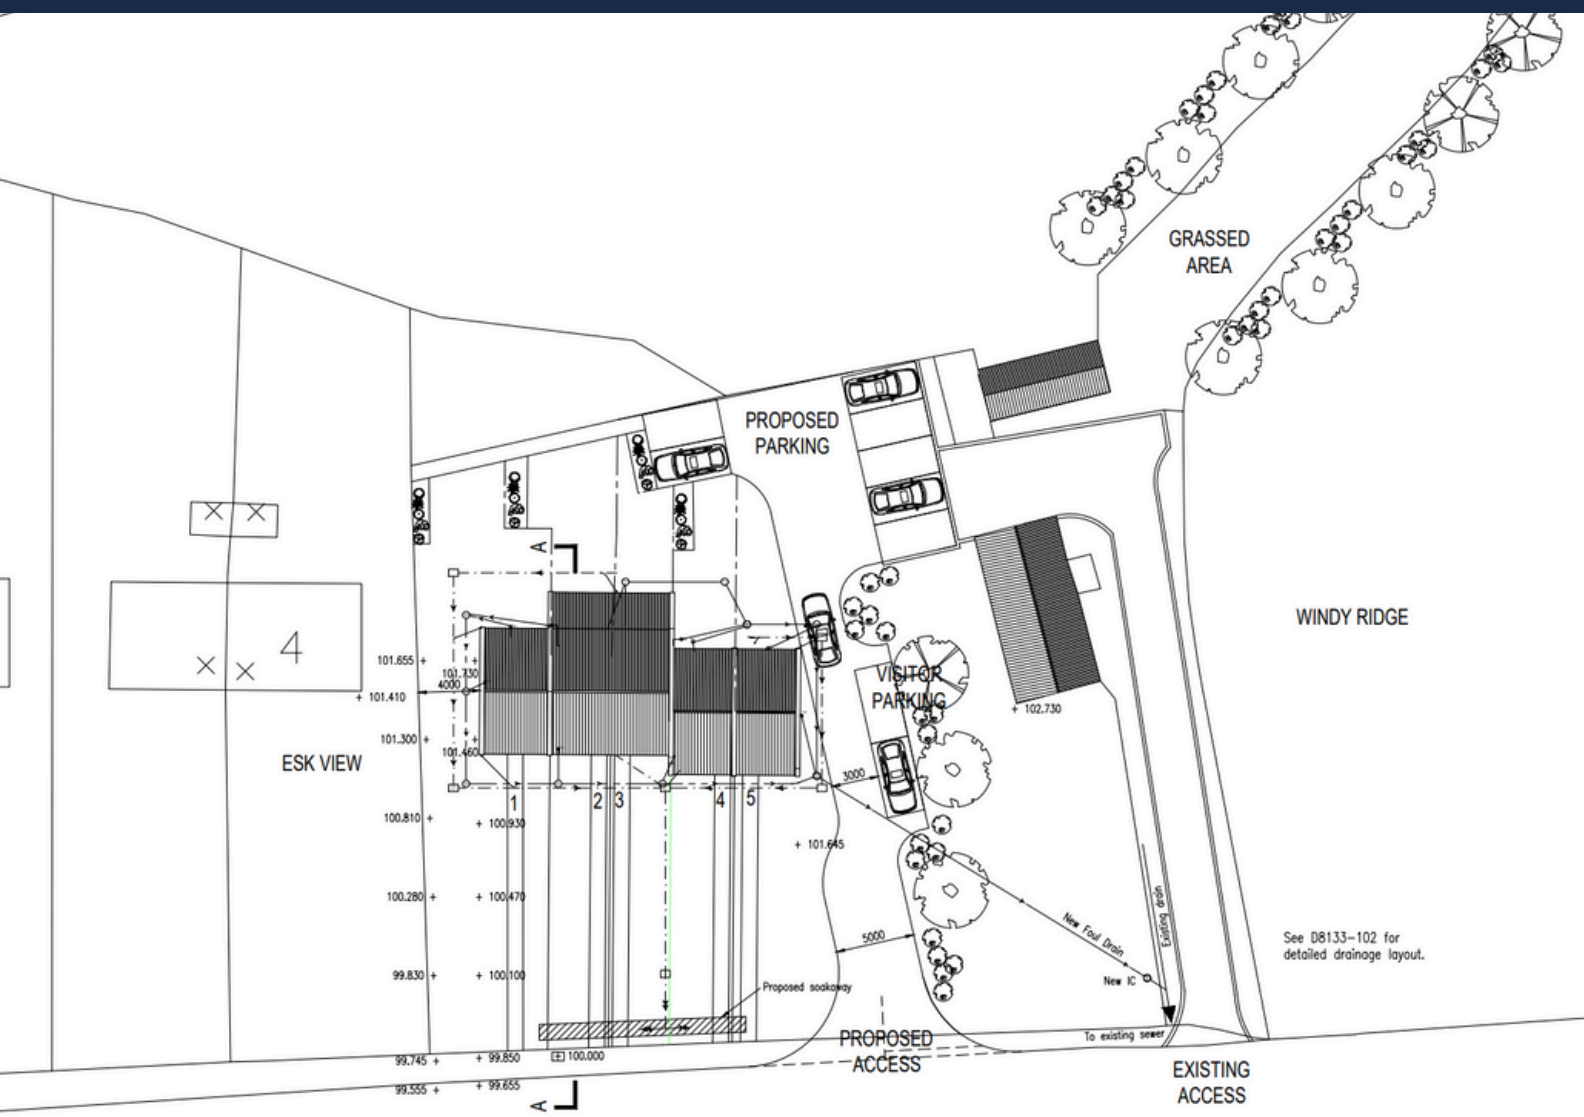 GRASSED
AREA
PROPOSED
PARKING
A
WINDY RIDGE
4
101.655
101.730
4000
101.410
VISITOR
PARKING
102.730
101.300
101.460
ESK VIEW
3000
1
2
3
4
5
100.810
100.930
101.645
100.280
100.470
Existing drain
New Foul Drain
5000
See D8133-102 for
detailed drainage layout.
99.830
100.100
New IC
Proposed soakaway
To existing sewer
PROPOSED
ACCESS
99.745
99.850
100.000
EXISTING
ACCESS
99.555
99.655
A